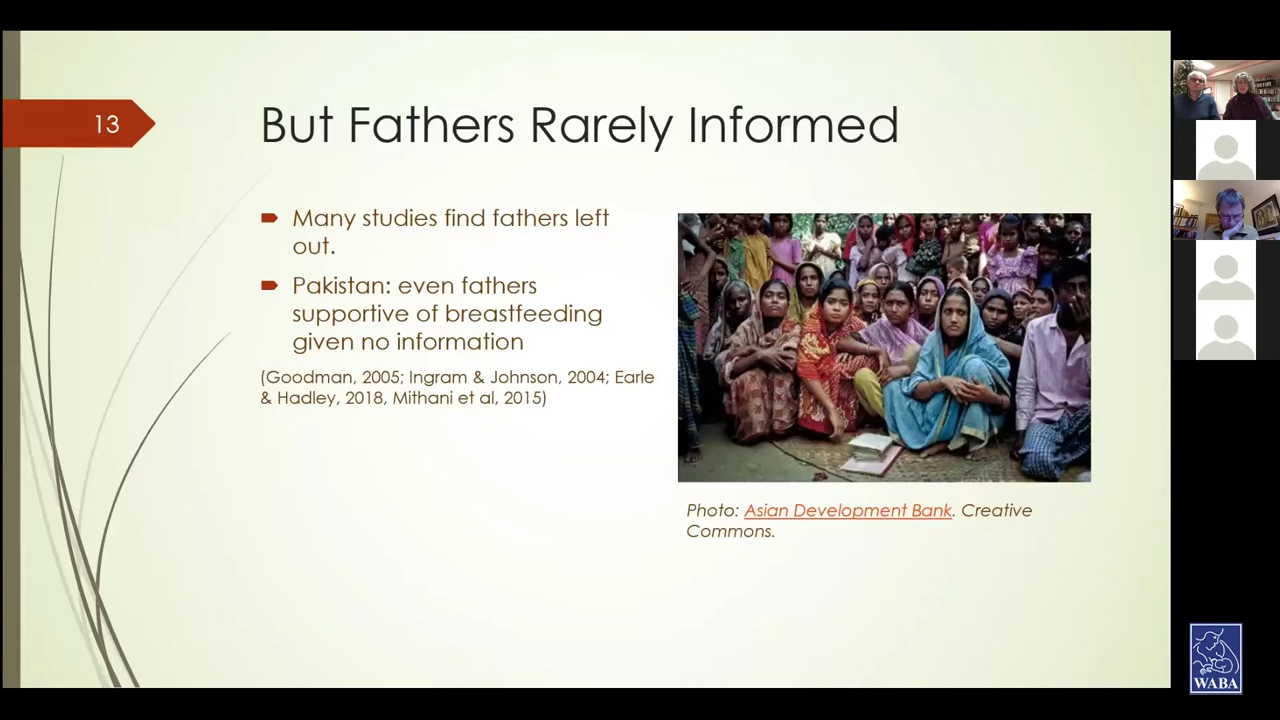 13
But Fathers Rarely Informed
Many studies find fathers left
out.
Pakistan: even fathers
supportive of breastfeeding
given no information
(Goodman, 2005; Ingram & Johnson, 2004; Earle
& Hadley, 2018, Mithani et al, 2015)
Photo: Asian Development Bank. Creative
Commons.
WABA